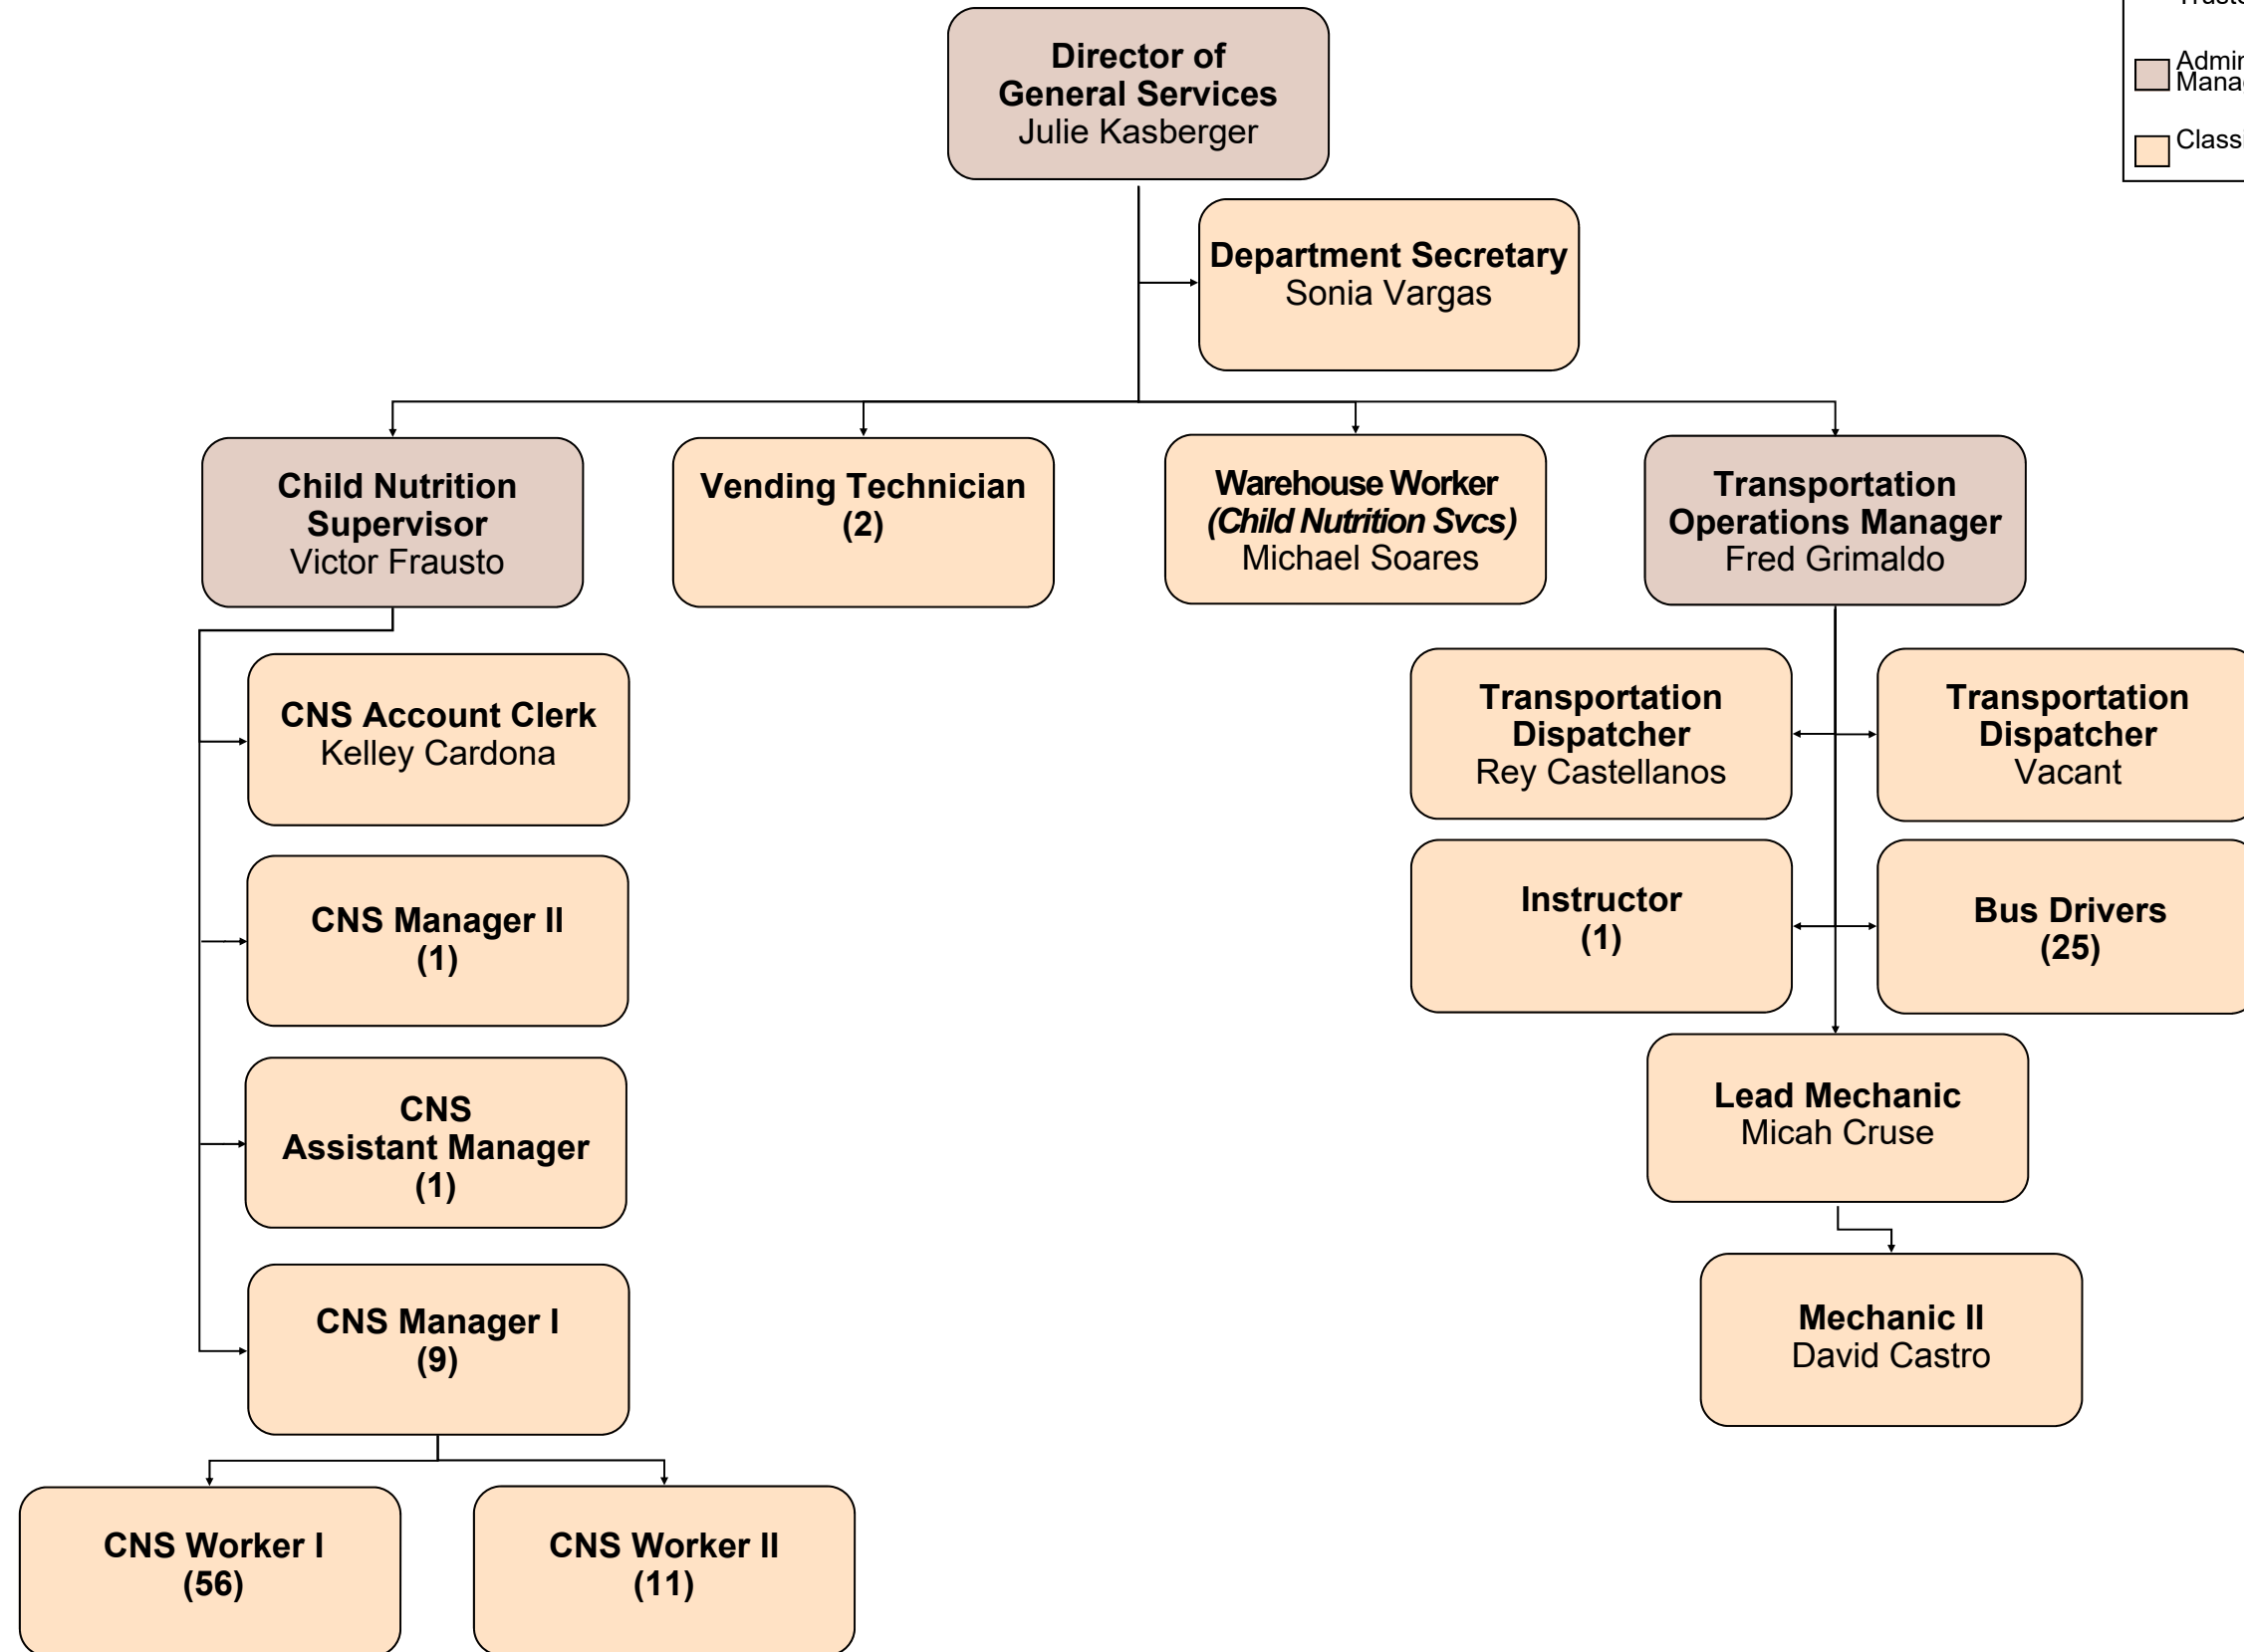 Director of
General Services
Julie Kasberger
Department Secretary
Sonia Vargas
Child Nutrition
Supervisor
Victor Frausto
Vending Technician
(2)
Warehouse Worker
(Child Nutrition Svcs)
Michael Soares
Transportation
Operations Manager
Fred Grimaldo
CNS Account Clerk
Kelley Cardona
Transportation
Dispatcher
Rey Castellanos
Transportation
Dispatcher
Vacant
CNS Manager II
(1)
Instructor
(1)
Bus Drivers
(25)
CNS
Assistant Manager
(1)
Lead Mechanic
Micah Cruse
CNS Manager I
(9)
Mechanic II
David Castro
CNS Worker I
(56)
CNS Worker II
(11)